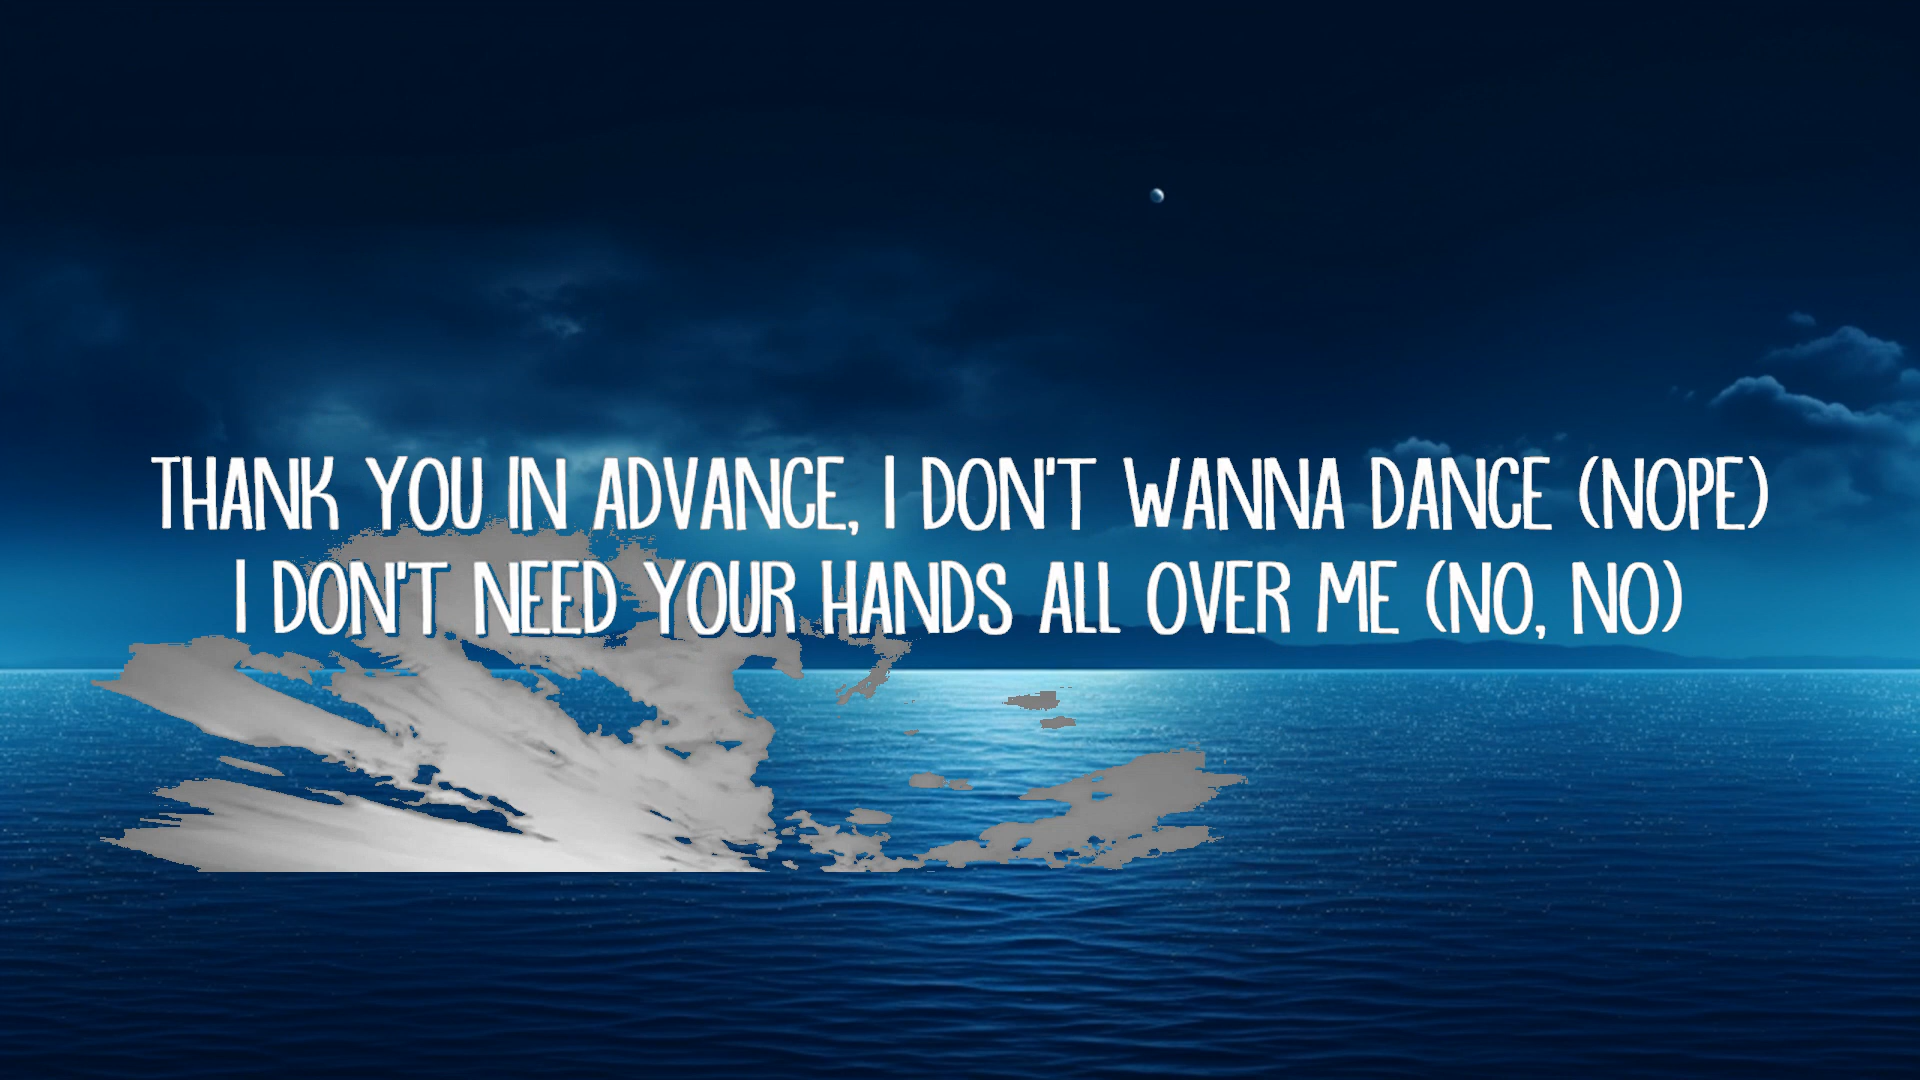 THANK YOU IN ADVANCE, I DON'T WANNA DANCE (NOPE)
I DON'T NEED YOUR HANDS ALL OVER ME (NO, NO)